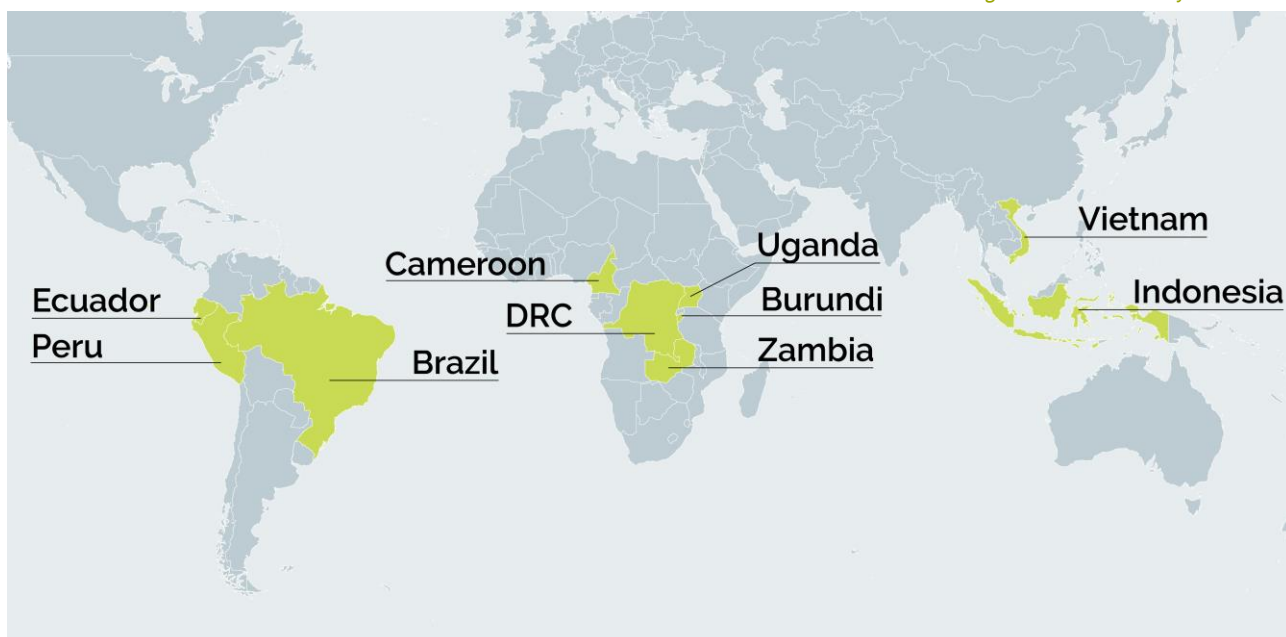 Ecuador
Peru
Brazil
Cameroon
DRC
Uganda
Burundi
Zambia
Vietnam
Indonesia